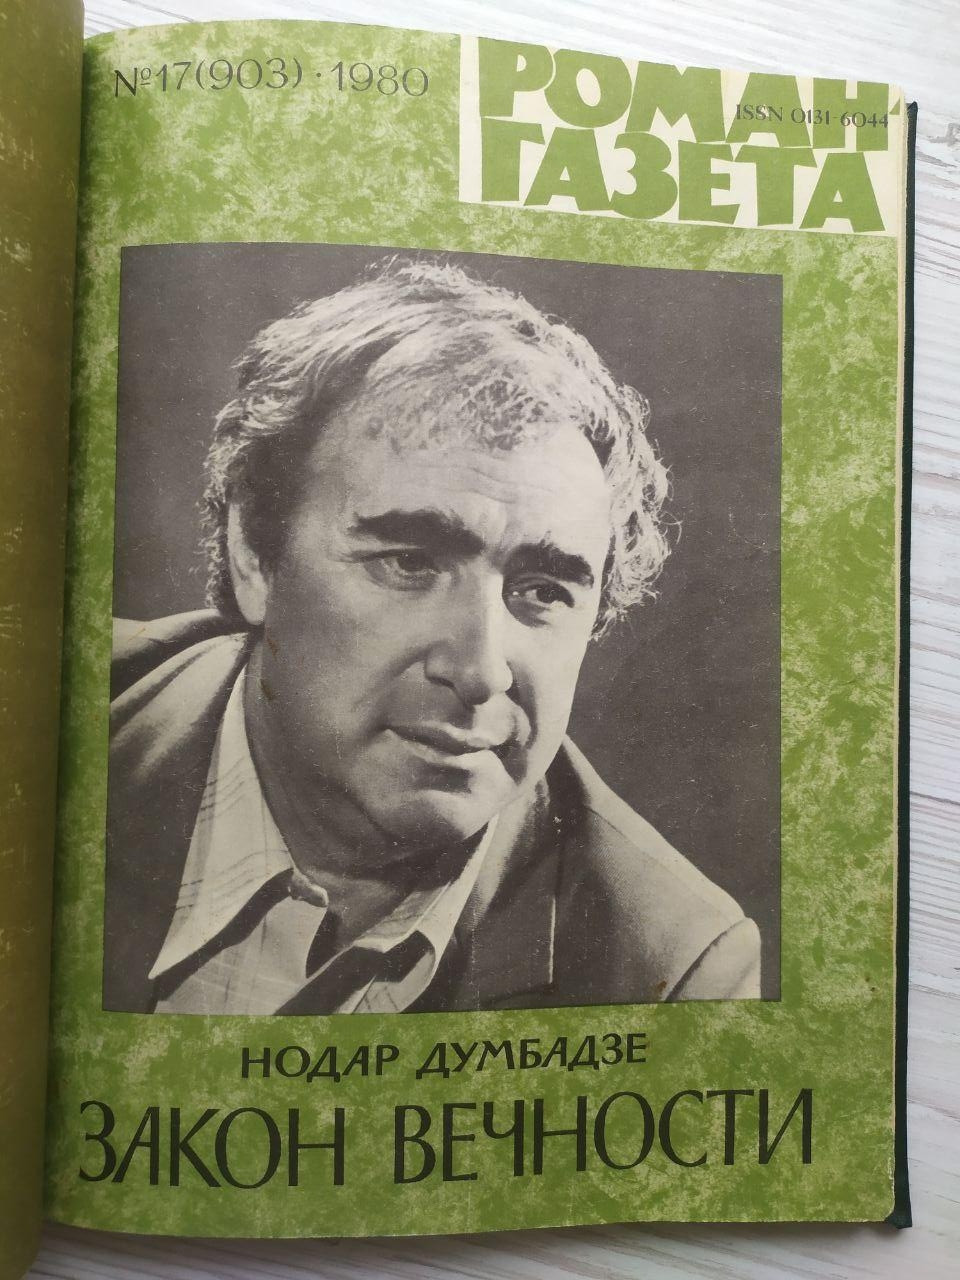 №17(903)·1980
РОМАН-
ISSN 0131-6044
ГАЗЕТА
НОДАР ДУМБАДЗЕ
ЗАКОН ВЕЧНОСТИ